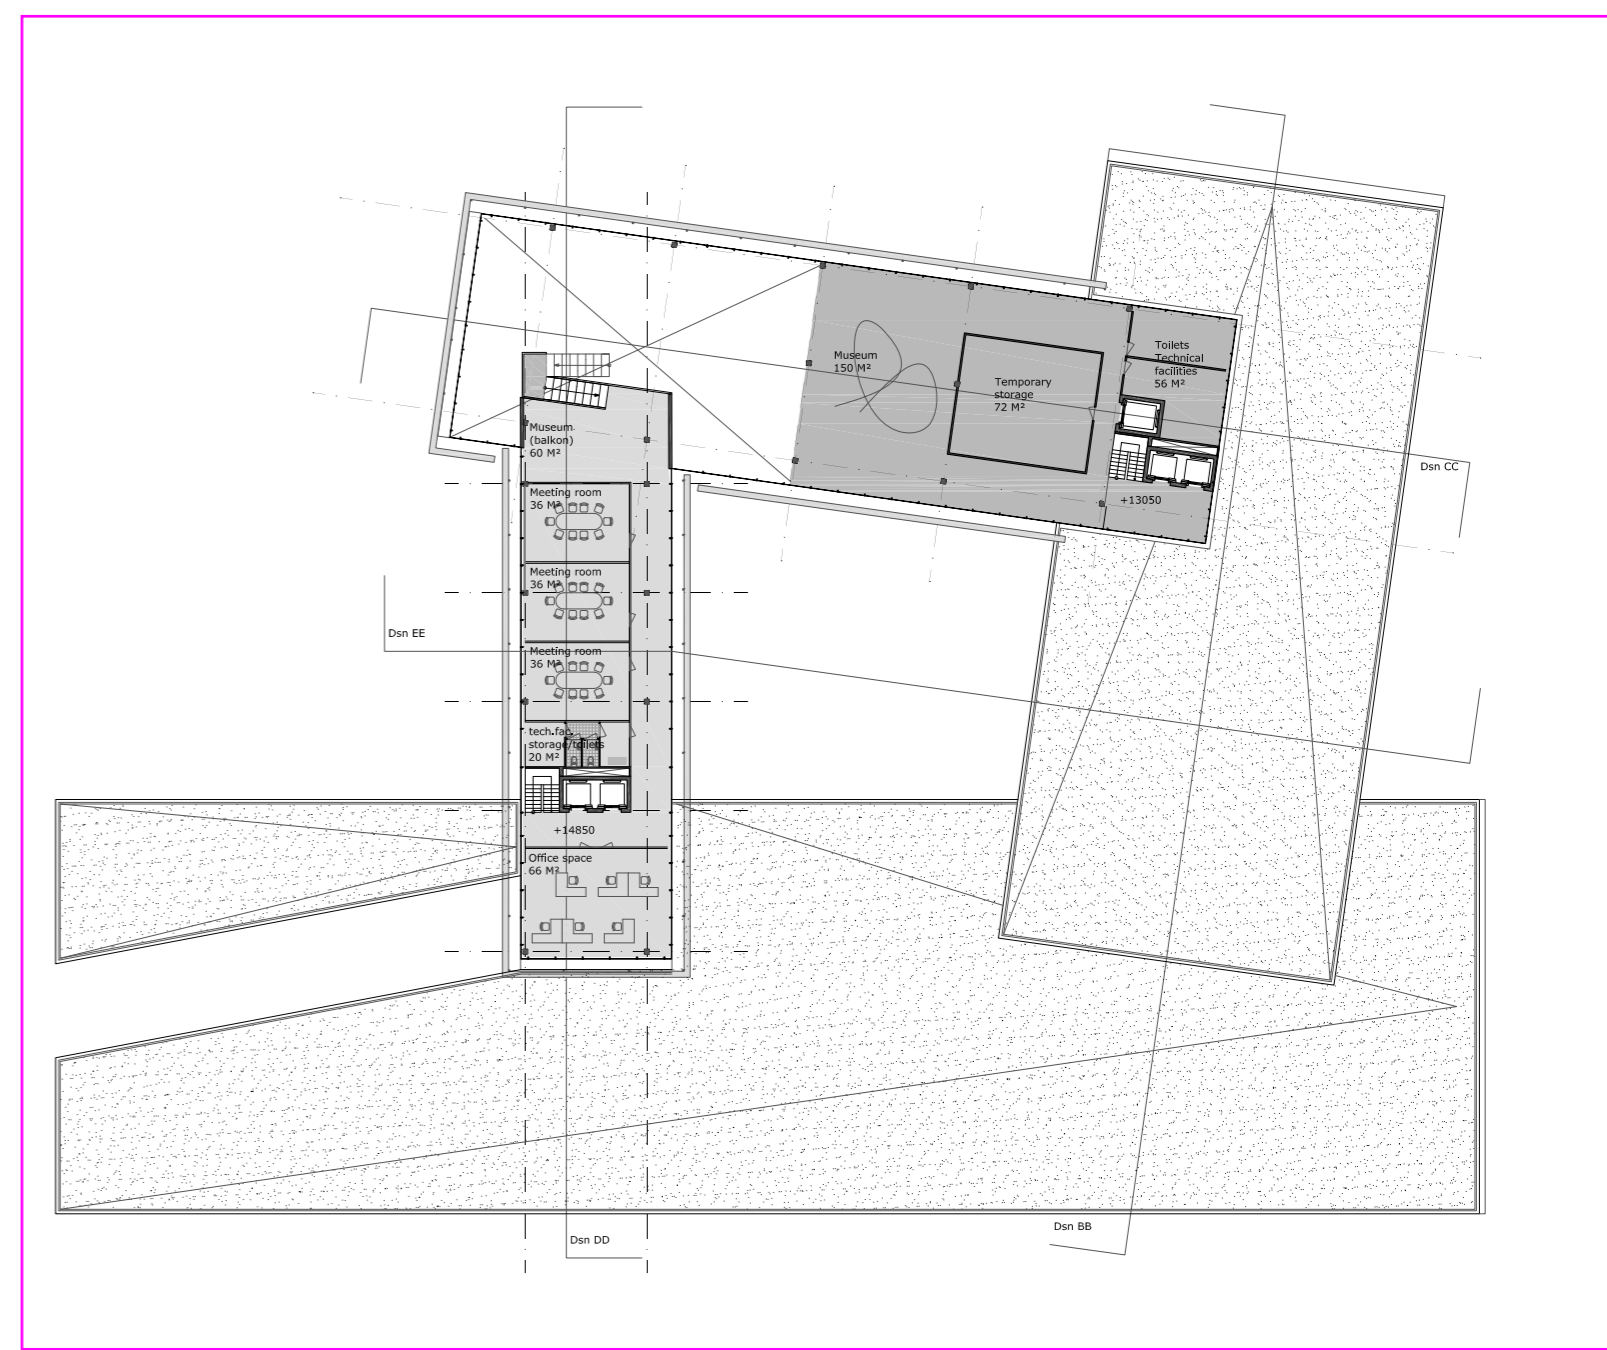 Museum
150 M²
Toilets
Technical
facilities
56 M²
Temporary
storage
72 M²
Museum
(balkon)
60 M²
Dsn CC
+13050
Meeting room
36 M²
Meeting room
36 M²
Dsn EE
Meeting room
36 M²
tech.fac.
storage/toilets
20 M²
+14850
Office space
66 M²
Dsn BB
Dsn DD